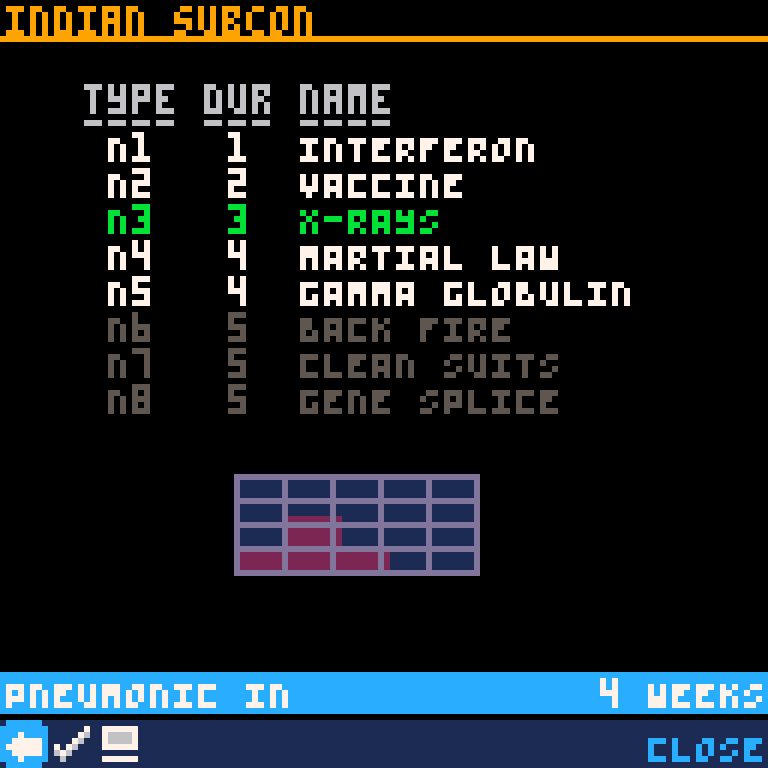 INDIAN SUBCON
TYPE DUR NAME
n1 1 INTERFERON
n2 2 VACCINE
n3 3 X-RAYS
n4 4 MARTIAL LAW
n5 4 GAMMA GLOBULIN
n6 5 BACK FIRE
n7 5 CLEAN SUITS
n8 5 GENE SPLICE
PNEUMONIC IN 4 WEEKS
CLOSE